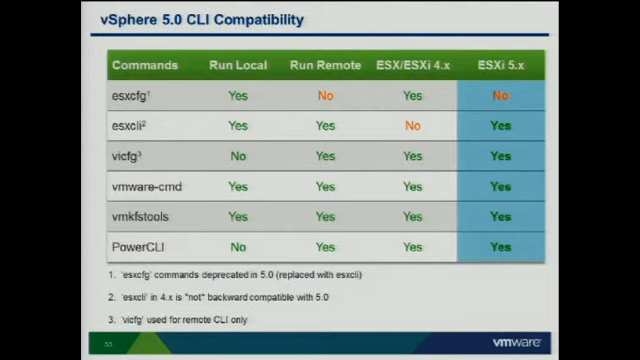 vSphere 5.0 CLI Compatibility
Commands Run Local Run Remote ESX/ESXi 4.x ESXi 5.x
esxcfg1 Yes No Yes No
esxcli2 Yes Yes No Yes
vicfg3 No Yes Yes Yes
vmware-cmd Yes Yes Yes Yes
vmkfstools Yes Yes Yes Yes
PowerCLI No Yes Yes Yes
1. 'esxcfg' commands deprecated in 5.0 (replaced with esxcli)
2. 'esxcli' in 4.x is "not" backward compatible with 5.0
3. 'vicfg' used for remote CLI only
vmware